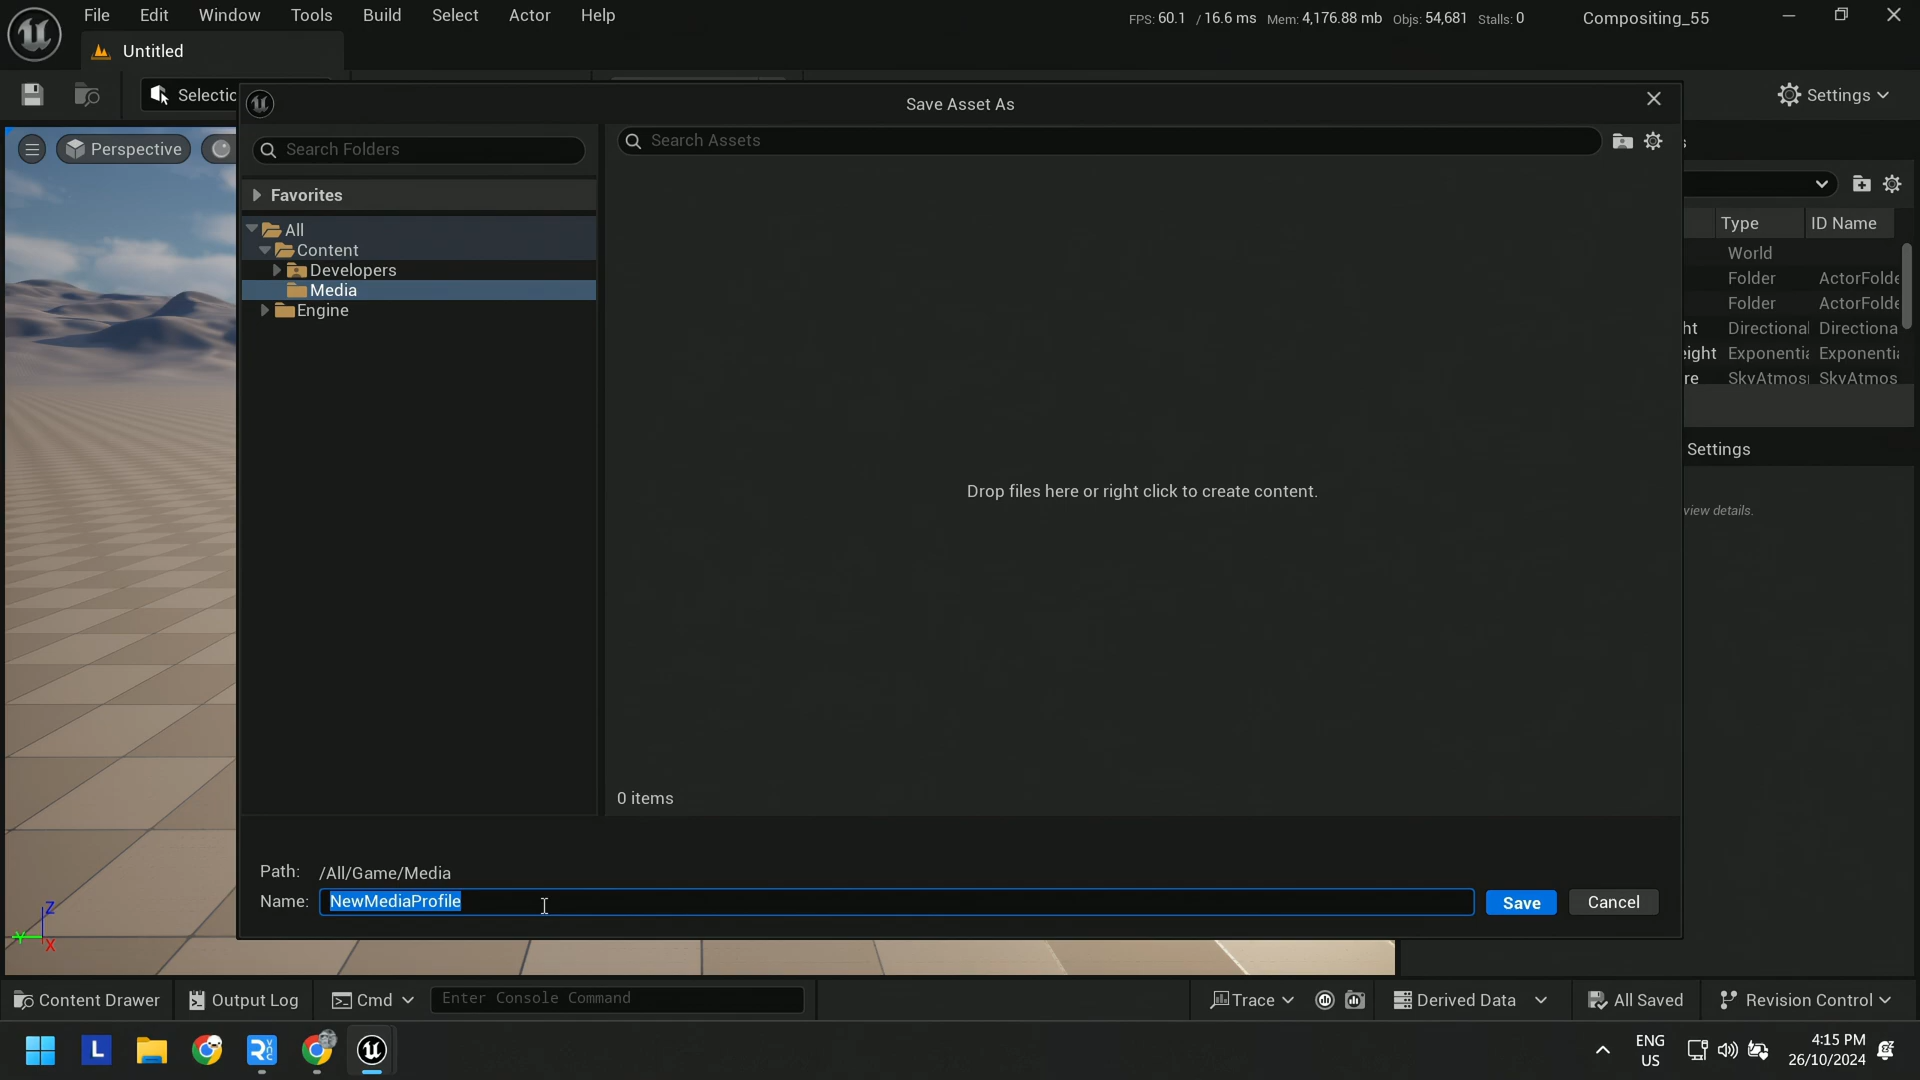 File Edit Window Tools Build Select Actor Help
FPS: 60.1 / 16.6 ms Mem: 4,176.88 mb Objs: 54,681 Stalls: 0
Compositing_55
Untitled
Selectio
Save Asset As
Settings
Perspective
Search Folders
Search Assets
Favorites
All
Content
Developers
Media
Engine
Type
ID Name
World
Folder ActorFolde
Folder ActorFolde
ht Directional Directiona
eight Exponentia Exponentia
re SkyAtmosp SkyAtmos
Settings
view details.
Drop files here or right click to create content.
0 items
Path: /All/Game/Media
Name: NewMediaProfile
Save
Cancel
Z
Y
X
Content Drawer
Output Log
Cmd
Enter Console Command
Trace
Derived Data
All Saved
Revision Control
L
ENG
US
4:15 PM
26/10/2024